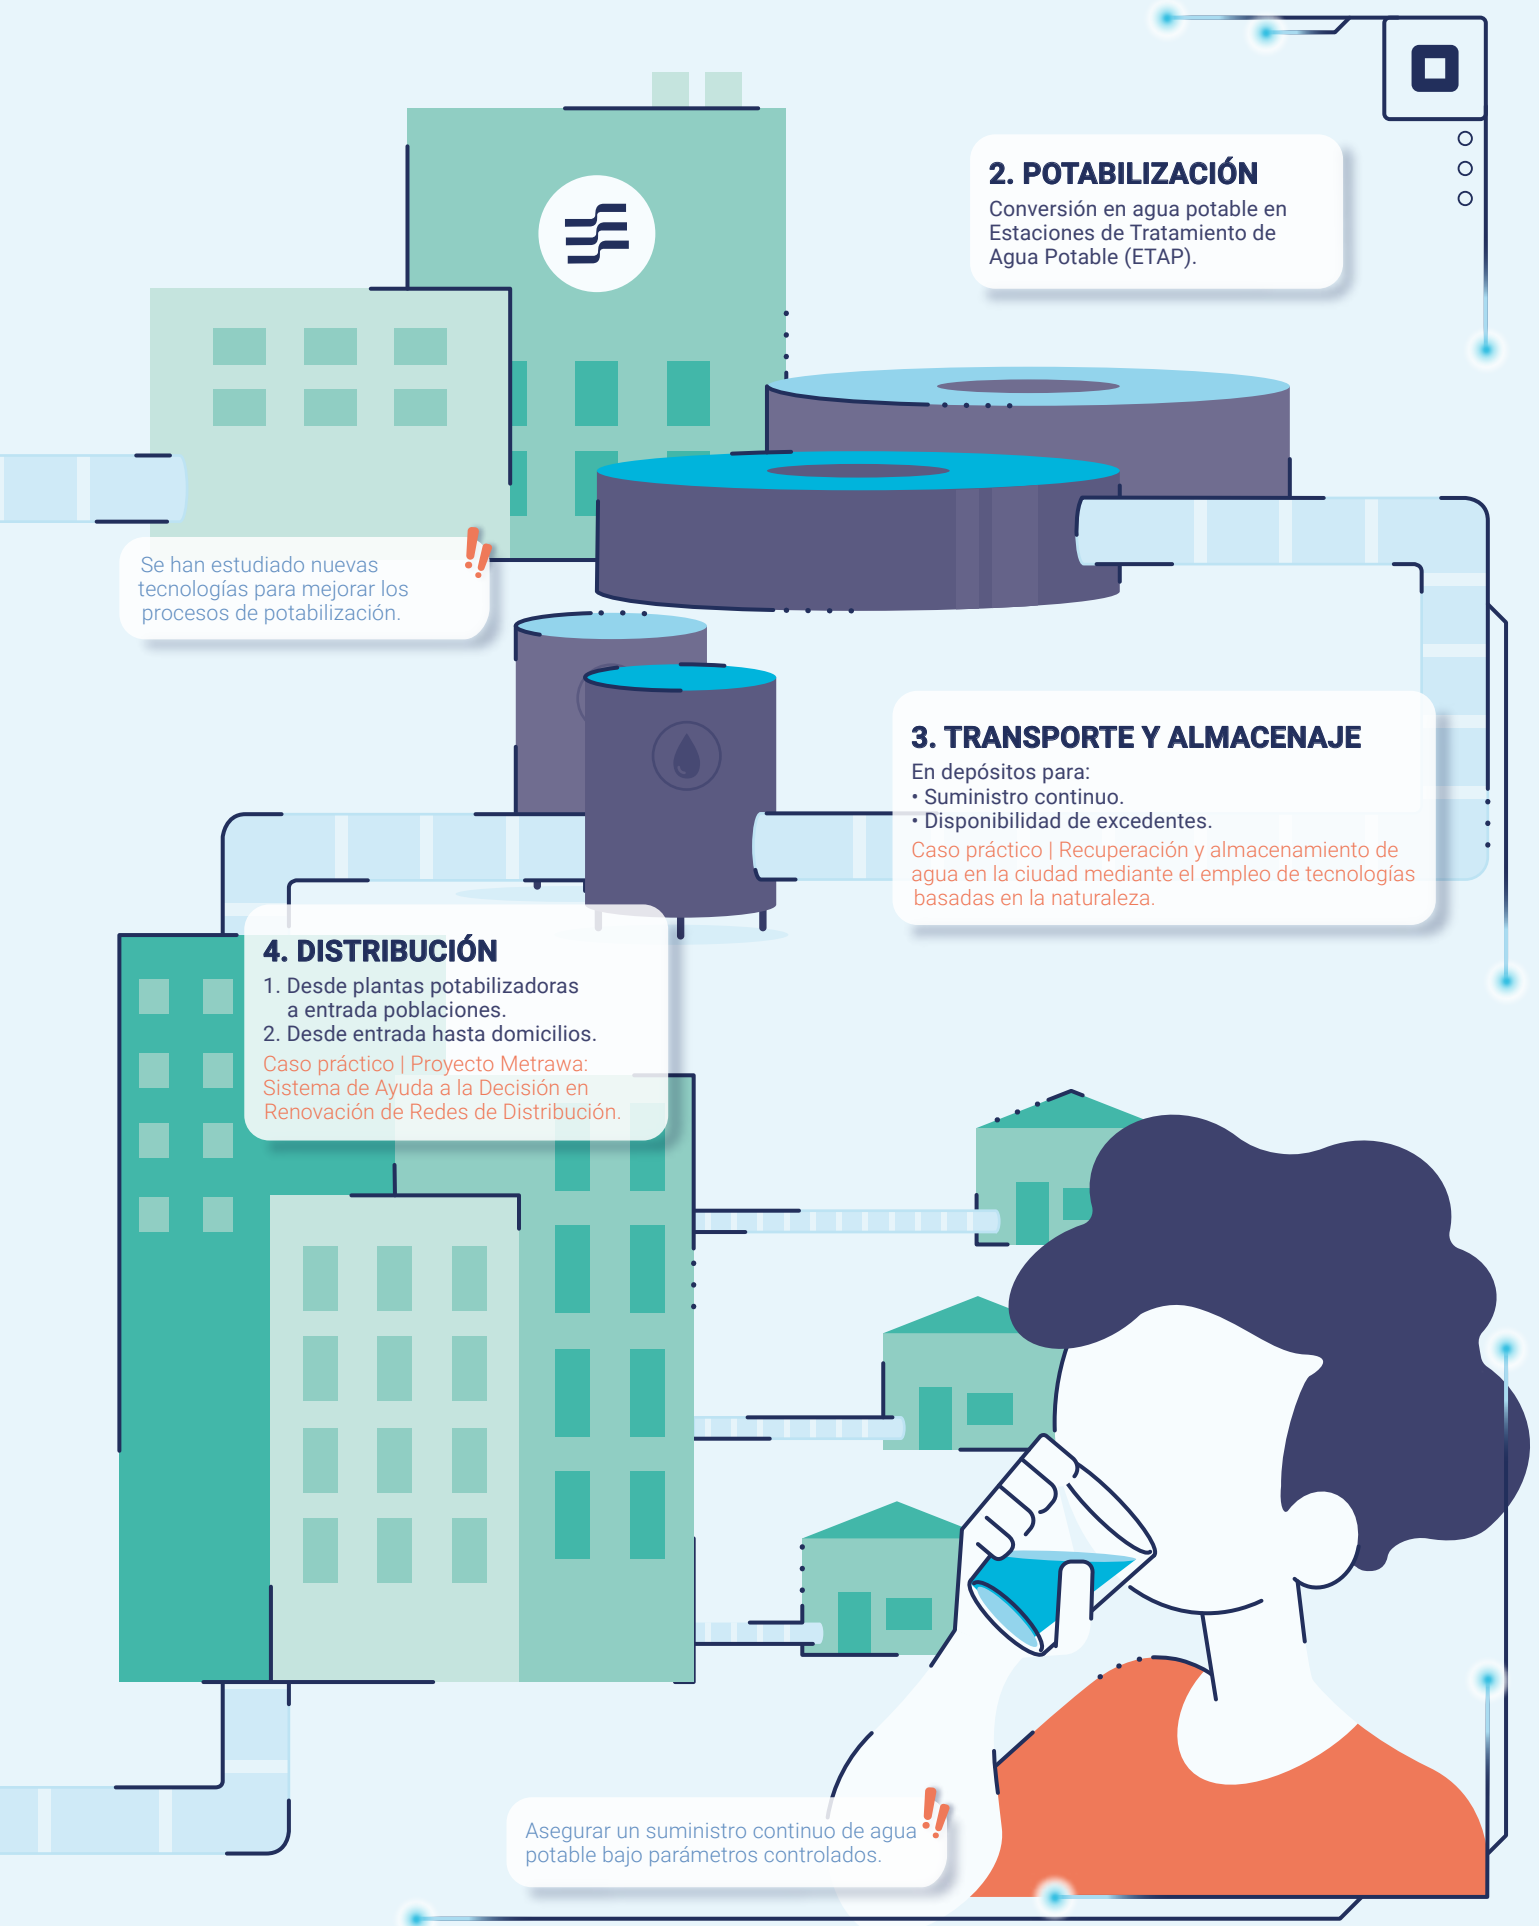 2. POTABILIZACIÓN
Conversión en agua potable en
Estaciones de Tratamiento de
Agua Potable (ETAP).
Se han estudiado nuevas
tecnologías para mejorar los
procesos de potabilización.
3. TRANSPORTE Y ALMACENAJE
En depósitos para:
• Suministro continuo.
• Disponibilidad de excedentes.
Caso práctico | Recuperación y almacenamiento de
agua en la ciudad mediante el empleo de tecnologías
basadas en la naturaleza.
4. DISTRIBUCIÓN
1. Desde plantas potabilizadoras
a entrada poblaciones.
2. Desde entrada hasta domicilios.
Caso práctico | Proyecto Metrawa:
Sistema de Ayuda a la Decisión en
Renovación de Redes de Distribución.
Asegurar un suministro continuo de agua
potable bajo parámetros controlados.